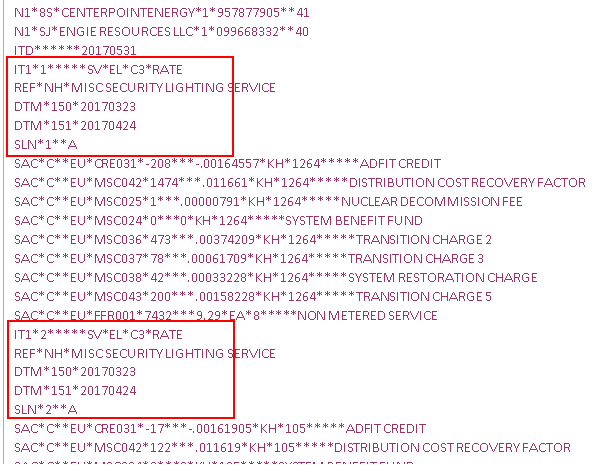 N1*8S*CENTERPOINTENERGY*1*957877905**41
N1*SJ*ENGIE RESOURCES LLC*1*099668332**40
ITD******20170531
IT1*1*****SV*EL*C3*RATE
REF*NH*MISC SECURITY LIGHTING SERVICE
DTM*150*20170323
DTM*151*20170424
SLN*1**A
SAC*C**EU*CRE031*-208***-.00164557*KH*1264*****ADFIT CREDIT
SAC*C**EU*MSC042*1474***.011661*KH*1264*****DISTRIBUTION COST RECOVERY FACTOR
SAC*C**EU*MSC025*1***.00000791*KH*1264*****NUCLEAR DECOMMISSION FEE
SAC*C**EU*MSC024*0***0*KH*1264*****SYSTEM BENEFIT FUND
SAC*C**EU*MSC036*473***.00374209*KH*1264*****TRANSITION CHARGE 2
SAC*C**EU*MSC037*78***.00061709*KH*1264*****TRANSITION CHARGE 3
SAC*C**EU*MSC038*42***.00033228*KH*1264*****SYSTEM RESTORATION CHARGE
SAC*C**EU*MSC043*200***.00158228*KH*1264*****TRANSITION CHARGE 5
SAC*C**EU*FFR001*7432***9.29*EA*8*****NON METERED SERVICE
IT1*2*****SV*EL*C3*RATE
REF*NH*MISC SECURITY LIGHTING SERVICE
DTM*150*20170323
DTM*151*20170424
SLN*2**A
SAC*C**EU*CRE031*-17***-.00161905*KH*105*****ADFIT CREDIT
SAC*C**EU*MSC042*122***.011619*KH*105*****DISTRIBUTION COST RECOVERY FACTOR